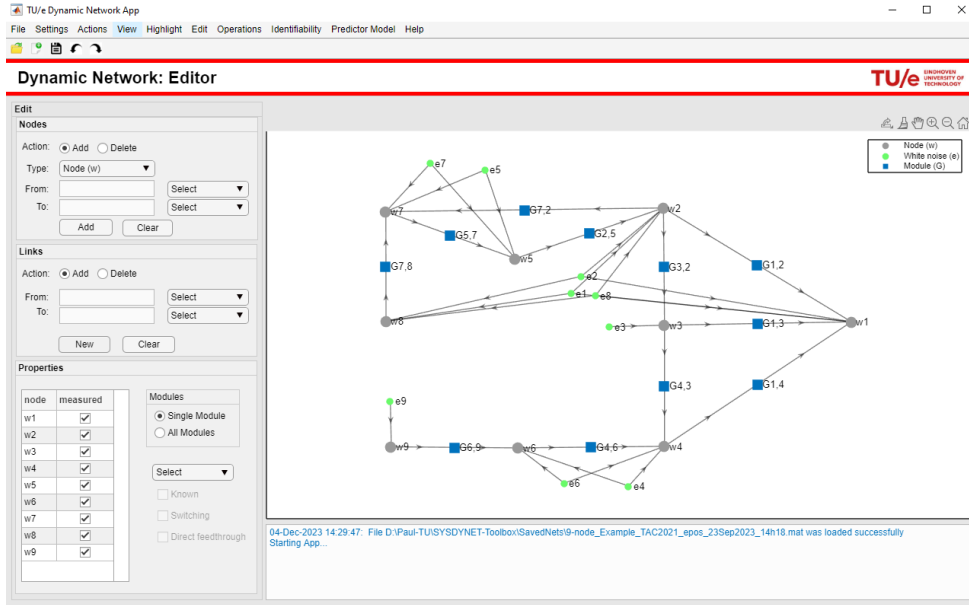 TU/e Dynamic Network App
File Settings Actions View Highlight Edit Operations Identifiability Predictor Model Help
Dynamic Network: Editor
TU/e EINDHOVEN UNIVERSITY OF TECHNOLOGY
Edit
Nodes
Action: Add Delete
Type: Node (w)
From: Select
To: Select
Add Clear
Links
Action: Add Delete
From: Select
To: Select
New Clear
Properties
node measured
w1
w2
w3
w4
w5
w6
w7
w8
w9
Modules
Single Module
All Modules
Select
Known
Switching
Direct feedthrough
Node (w)
White noise (e)
Module (G)
e7
e5
w7
G7,2
w2
G5,7
G2,5
w5
G7,8
e2
G3,2
G1,2
e1
e8
w8
e3
w3
G1,3
w1
G4,3
G1,4
e9
w9
G6,9
w6
G4,6
w4
e6
e4
04-Dec-2023 14:29:47: File D:\Paul-TU\SYSDYNET-Toolbox\SavedNets\9-node_Example_TAC2021_epos_23Sep2023_14h18.mat was loaded successfully
Starting App...